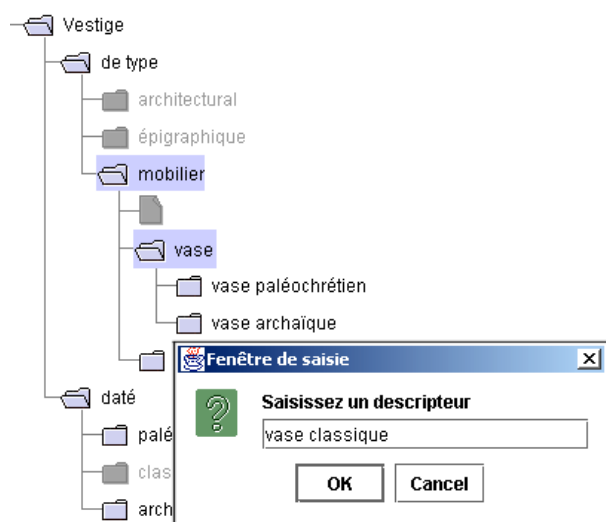 Vestige
de type
architectural
épigraphique
mobilier
vase
vase paléochrétien
vase archaïque
Fenêtre de saisie
daté
Saisissez un descripteur
palé
vase classique
clas
OK Cancel
arch